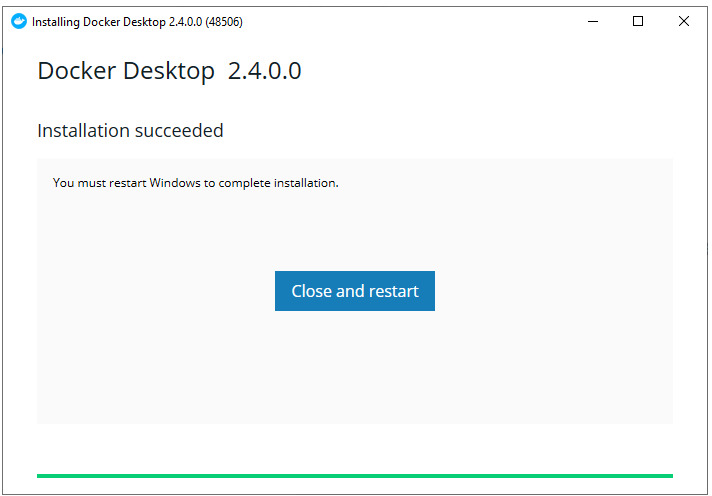 Installing Docker Desktop 2.4.0.0 (48506)
Docker Desktop 2.4.0.0
Installation succeeded
You must restart Windows to complete installation.
Close and restart